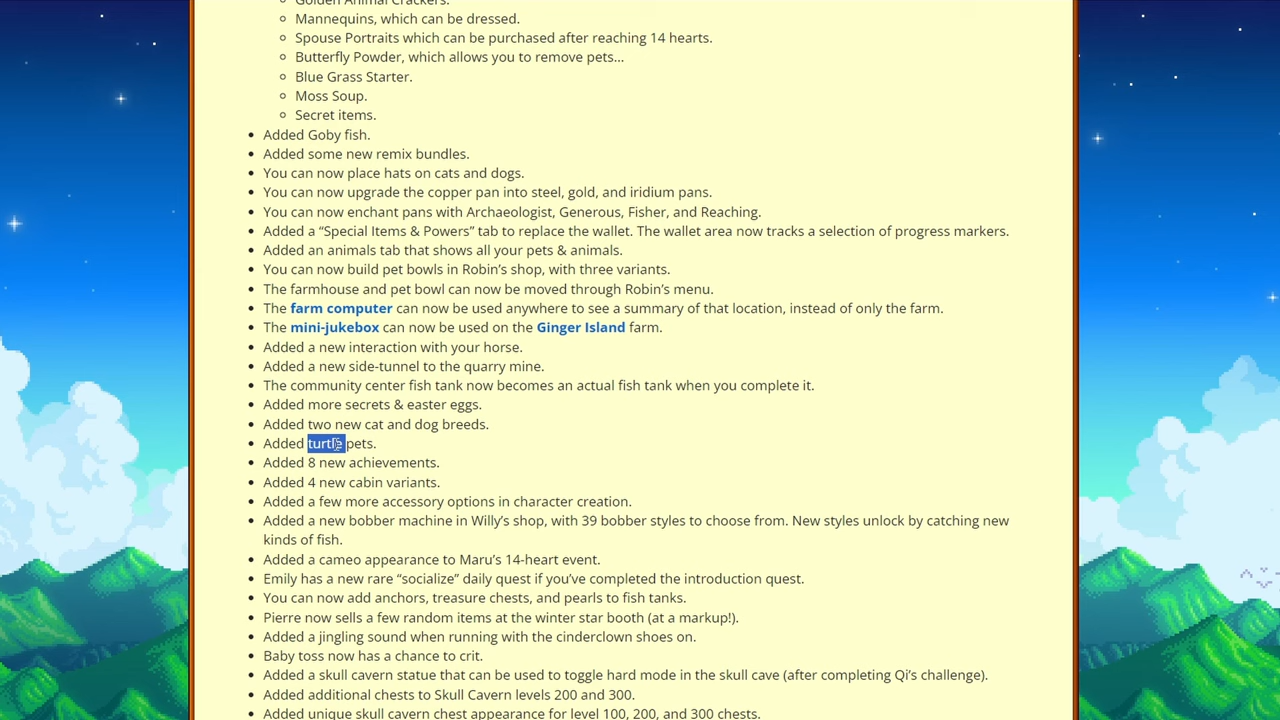 Golden Animal Crackers.
Mannequins, which can be dressed.
Spouse Portraits which can be purchased after reaching 14 hearts.
Butterfly Powder, which allows you to remove pets…
Blue Grass Starter.
Moss Soup.
Secret items.
Added Goby fish.
Added some new remix bundles.
You can now place hats on cats and dogs.
You can now upgrade the copper pan into steel, gold, and iridium pans.
You can now enchant pans with Archaeologist, Generous, Fisher, and Reaching.
Added a “Special Items & Powers” tab to replace the wallet. The wallet area now tracks a selection of progress markers.
Added an animals tab that shows all your pets & animals.
You can now build pet bowls in Robin’s shop, with three variants.
The farmhouse and pet bowl can now be moved through Robin’s menu.
The farm computer can now be used anywhere to see a summary of that location, instead of only the farm.
The mini-jukebox can now be used on the Ginger Island farm.
Added a new interaction with your horse.
Added a new side-tunnel to the quarry mine.
The community center fish tank now becomes an actual fish tank when you complete it.
Added more secrets & easter eggs.
Added two new cat and dog breeds.
Added turtle pets.
Added 8 new achievements.
Added 4 new cabin variants.
Added a few more accessory options in character creation.
Added a new bobber machine in Willy’s shop, with 39 bobber styles to choose from. New styles unlock by catching new
kinds of fish.
Added a cameo appearance to Maru’s 14-heart event.
Emily has a new rare “socialize” daily quest if you’ve completed the introduction quest.
You can now add anchors, treasure chests, and pearls to fish tanks.
Pierre now sells a few random items at the winter star booth (at a markup!).
Added a jingling sound when running with the cinderclown shoes on.
Baby toss now has a chance to crit.
Added a skull cavern statue that can be used to toggle hard mode in the skull cave (after completing Qi’s challenge).
Added additional chests to Skull Cavern levels 200 and 300.
Added unique skull cavern chest appearance for level 100, 200, and 300 chests.